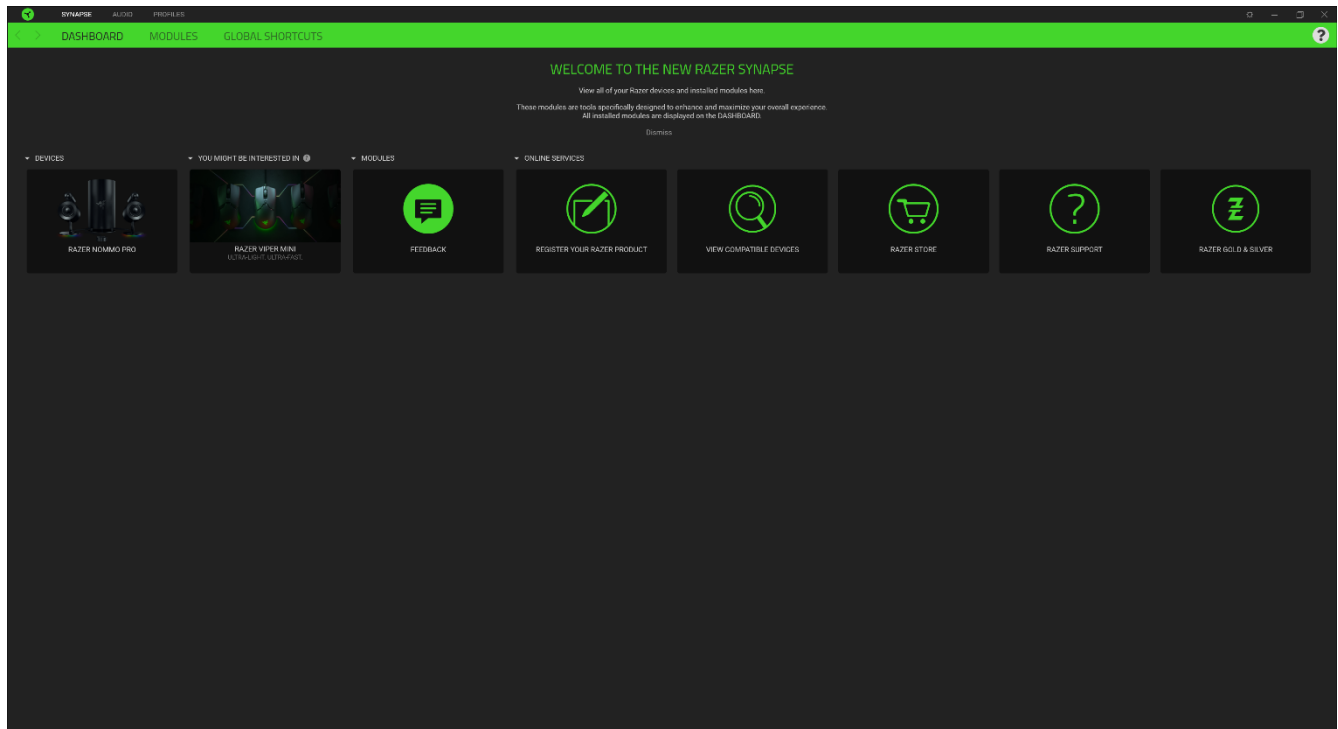 SYNAPSE AUDIO PROFILES
DASHBOARD MODULES GLOBAL SHORTCUTS
?
WELCOME TO THE NEW RAZER SYNAPSE
View all of your Razer devices and installed modules here.
These modules are tools specifically designed to enhance and maximize your overall experience.
All installed modules are displayed on the DASHBOARD.
Dismiss
DEVICES YOU MIGHT BE INTERESTED IN ? MODULES ONLINE SERVICES
RAZER NOMMO PRO
RAZER VIPER MINI
ULTRA-LIGHT. ULTRA-FAST.
FEEDBACK
REGISTER YOUR RAZER PRODUCT
VIEW COMPATIBLE DEVICES
RAZER STORE
RAZER SUPPORT
RAZER GOLD & SILVER